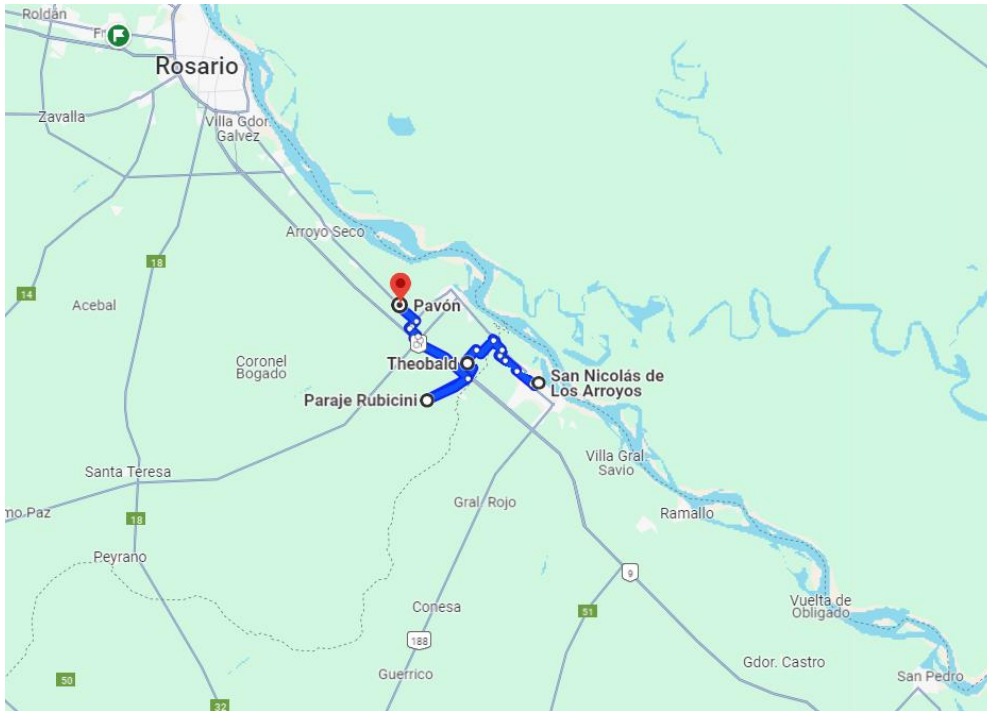 Roldán
Rosario
Zavalla
Villa Gdor.
Galvez
Arroyo Seco
18
14
Acebal
Pavón
Coronel
Bogado
Theobald
San Nicolás de
Los Arroyos
Paraje Rubicini
Villa Gral.
Savio
Santa Teresa
Gral. Rojo
mo Paz
Ramallo
18
Peyrano
9
Vuelta de
Obligado
Conesa
51
188
Gdor. Castro
Guerrico
San Pedro
50
32